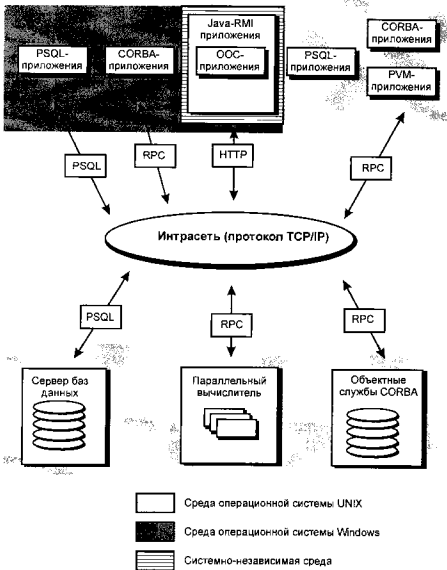 Java-RMI
приложения
ООС-
приложения
PSQL-
приложения
CORBA-
приложения
PSQL-
приложения
CORBA-
приложения
PVM-
приложения
PSQL
RPC
HTTP
RPC
Интрасеть (протокол TCP/IP)
PSQL
RPC
RPC
Сервер баз
данных
Параллельный
вычислитель
Объектные
службы CORBA
Среда операционной системы UNIX
Среда операционной системы Windows
Системно-независимая среда